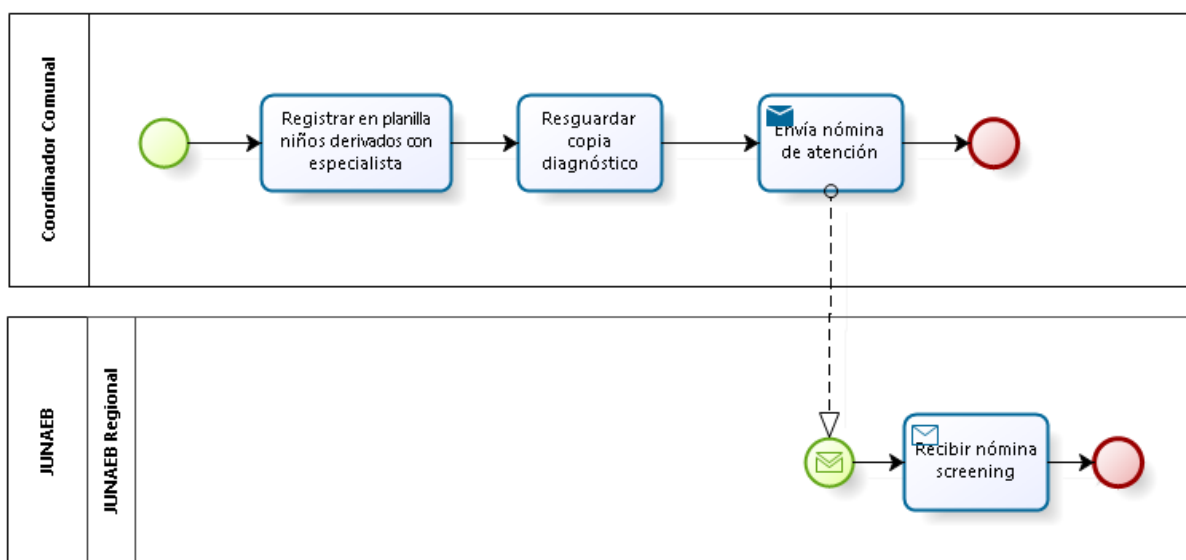 Coordinador Comunal
Registrar en planilla
niños derivados con
especialista
Resguardar
copia
diagnóstico
Envía nómina
de atención
JUNAEB
JUNAEB Regional
Recibir nómina
screening